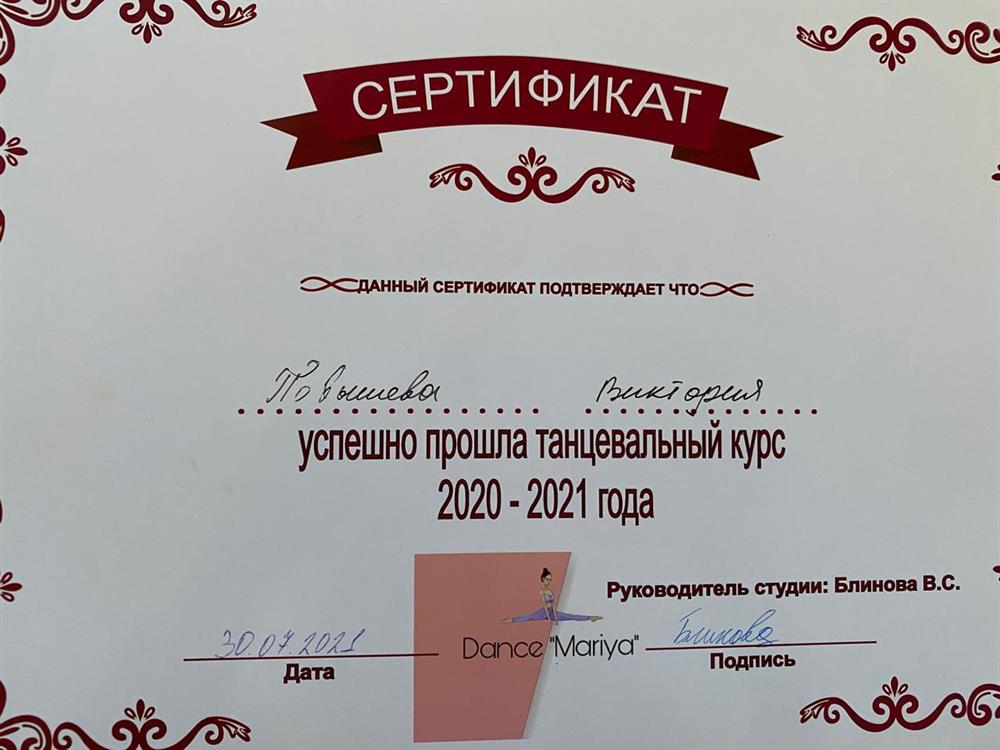 СЕРТИФИКАТ
ДАННЫЙ СЕРТИФИКАТ ПОДТВЕРЖДАЕТ ЧТО
Виктория
успешно прошла танцевальный курс
2020 - 2021 года
Руководитель студии: Блинова В.С.
30.07.2021
Dance "Mariya"
Блинова
Дата
Подпись